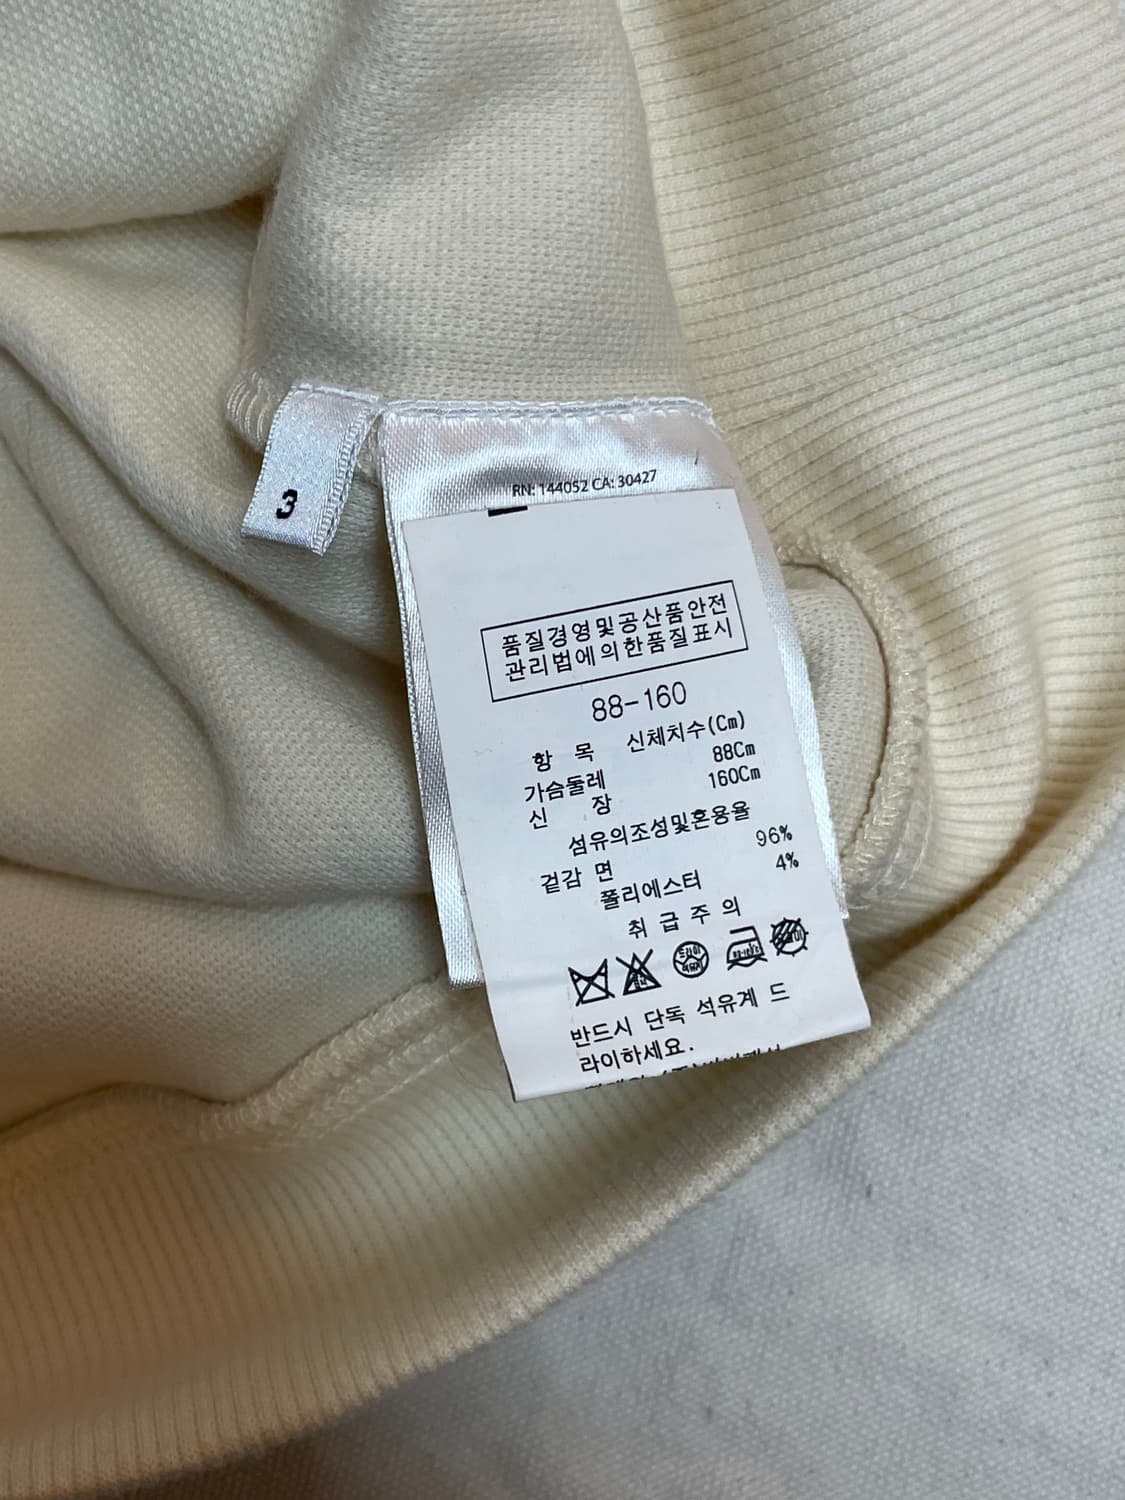 3
RN: 144052 CA: 30427
품질경영및공산품안전
관리법에의한품질표시
88-160
항 목 신체치수(Cm)
가슴둘레 88Cm
신 장 160Cm
섬유의조성및혼용율
겉감 면 96%
폴리에스터 4%
취 급 주 의
반드시 단독 석유계 드
라이하세요.